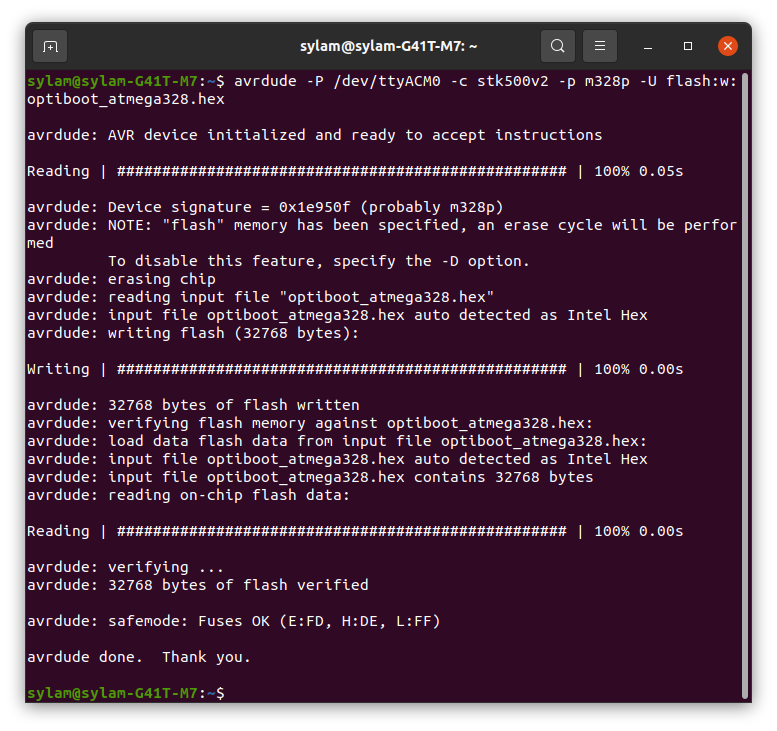 sylam@sylam-G41T-M7: ~
sylam@sylam-G41T-M7:~$ avrdude -P /dev/ttyACM0 -c stk500v2 -p m328p -U flash:w:
optiboot_atmega328.hex
avrdude: AVR device initialized and ready to accept instructions
Reading | ################################################## | 100% 0.05s
avrdude: Device signature = 0x1e950f (probably m328p)
avrdude: NOTE: "flash" memory has been specified, an erase cycle will be perfor
med
         To disable this feature, specify the -D option.
avrdude: erasing chip
avrdude: reading input file "optiboot_atmega328.hex"
avrdude: input file optiboot_atmega328.hex auto detected as Intel Hex
avrdude: writing flash (32768 bytes):
Writing | ################################################## | 100% 0.00s
avrdude: 32768 bytes of flash written
avrdude: verifying flash memory against optiboot_atmega328.hex:
avrdude: load data flash data from input file optiboot_atmega328.hex:
avrdude: input file optiboot_atmega328.hex auto detected as Intel Hex
avrdude: input file optiboot_atmega328.hex contains 32768 bytes
avrdude: reading on-chip flash data:
Reading | ################################################## | 100% 0.00s
avrdude: verifying ...
avrdude: 32768 bytes of flash verified
avrdude: safemode: Fuses OK (E:FD, H:DE, L:FF)
avrdude done.  Thank you.
sylam@sylam-G41T-M7:~$